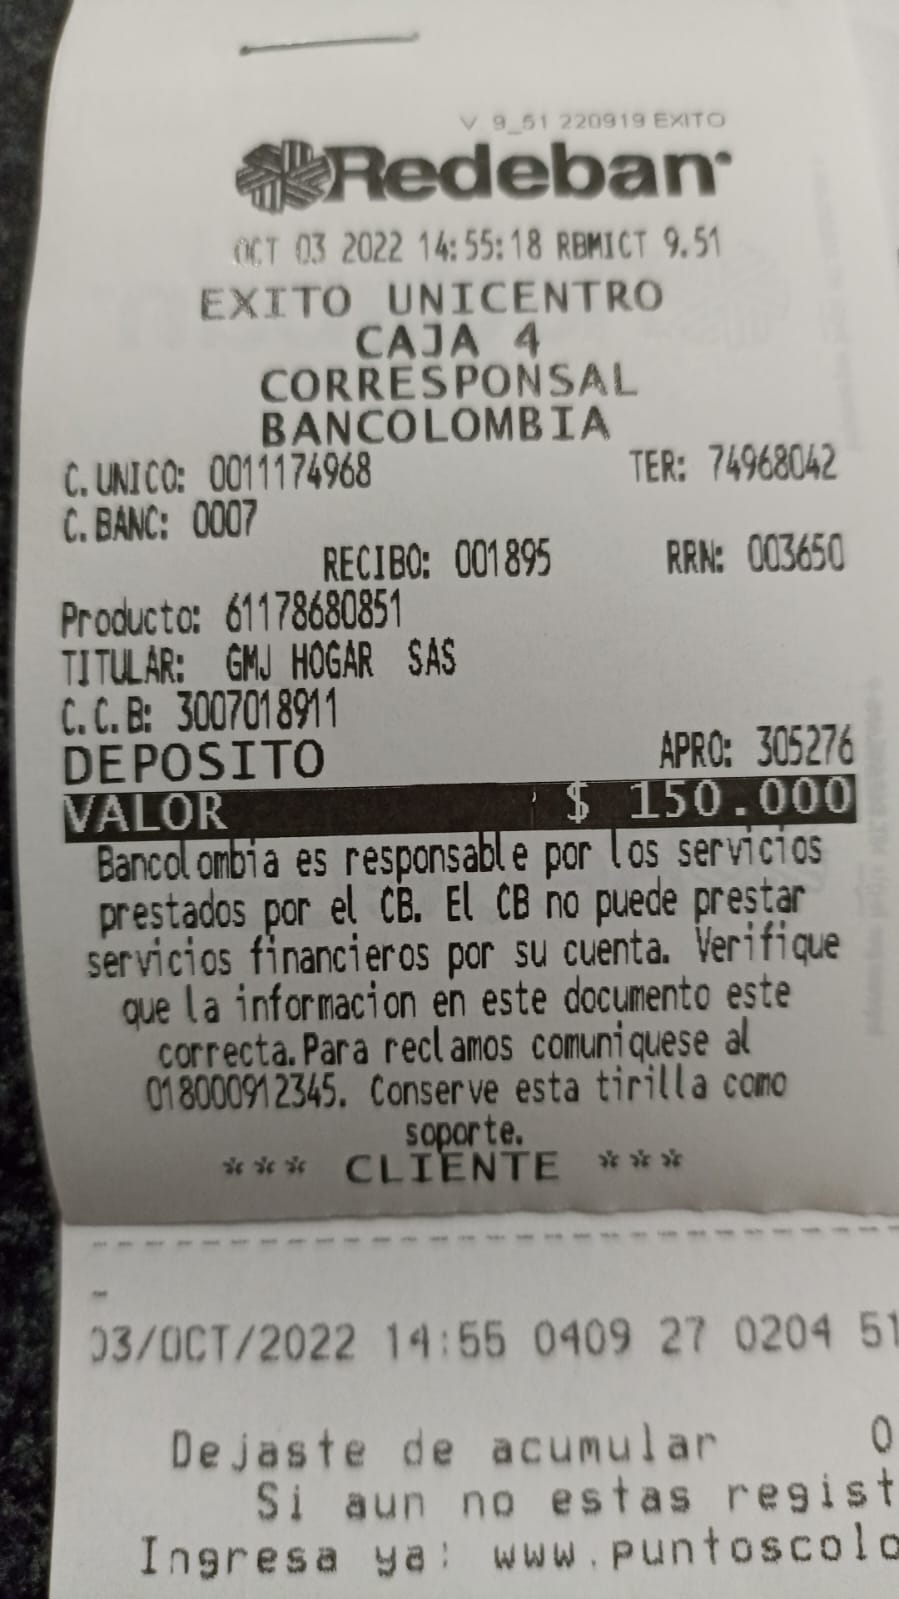 V 9_51 220919 EXITO
Redeban
OCT 03 2022 14:55:18 RBMICT 9.51
EXITO UNICENTRO
CAJA 4
CORRESPONSAL
BANCOLOMBIA
C. UNICO: 0011174968 TER: 74968042
C. BANC: 0007
RECIBO: 001895 RRN: 003650
Producto: 61178680851
TITULAR: GMJ HOGAR SAS
C.C.B: 3007018911
DEPOSITO APRO: 305276
VALOR $ 150.000
Bancolombia es responsable por los servicios
prestados por el CB. El CB no puede prestar
servicios financieros por su cuenta. Verifique
que la informacion en este documento este
correcta.Para reclamos comuniquese al
018000912345. Conserve esta tirilla como
soporte.
*** CLIENTE ***
03/OCT/2022 14:55 0409 27 0204 51
Dejaste de acumular 0
Si aun no estas regist
Ingresa ya: www.puntoscolo